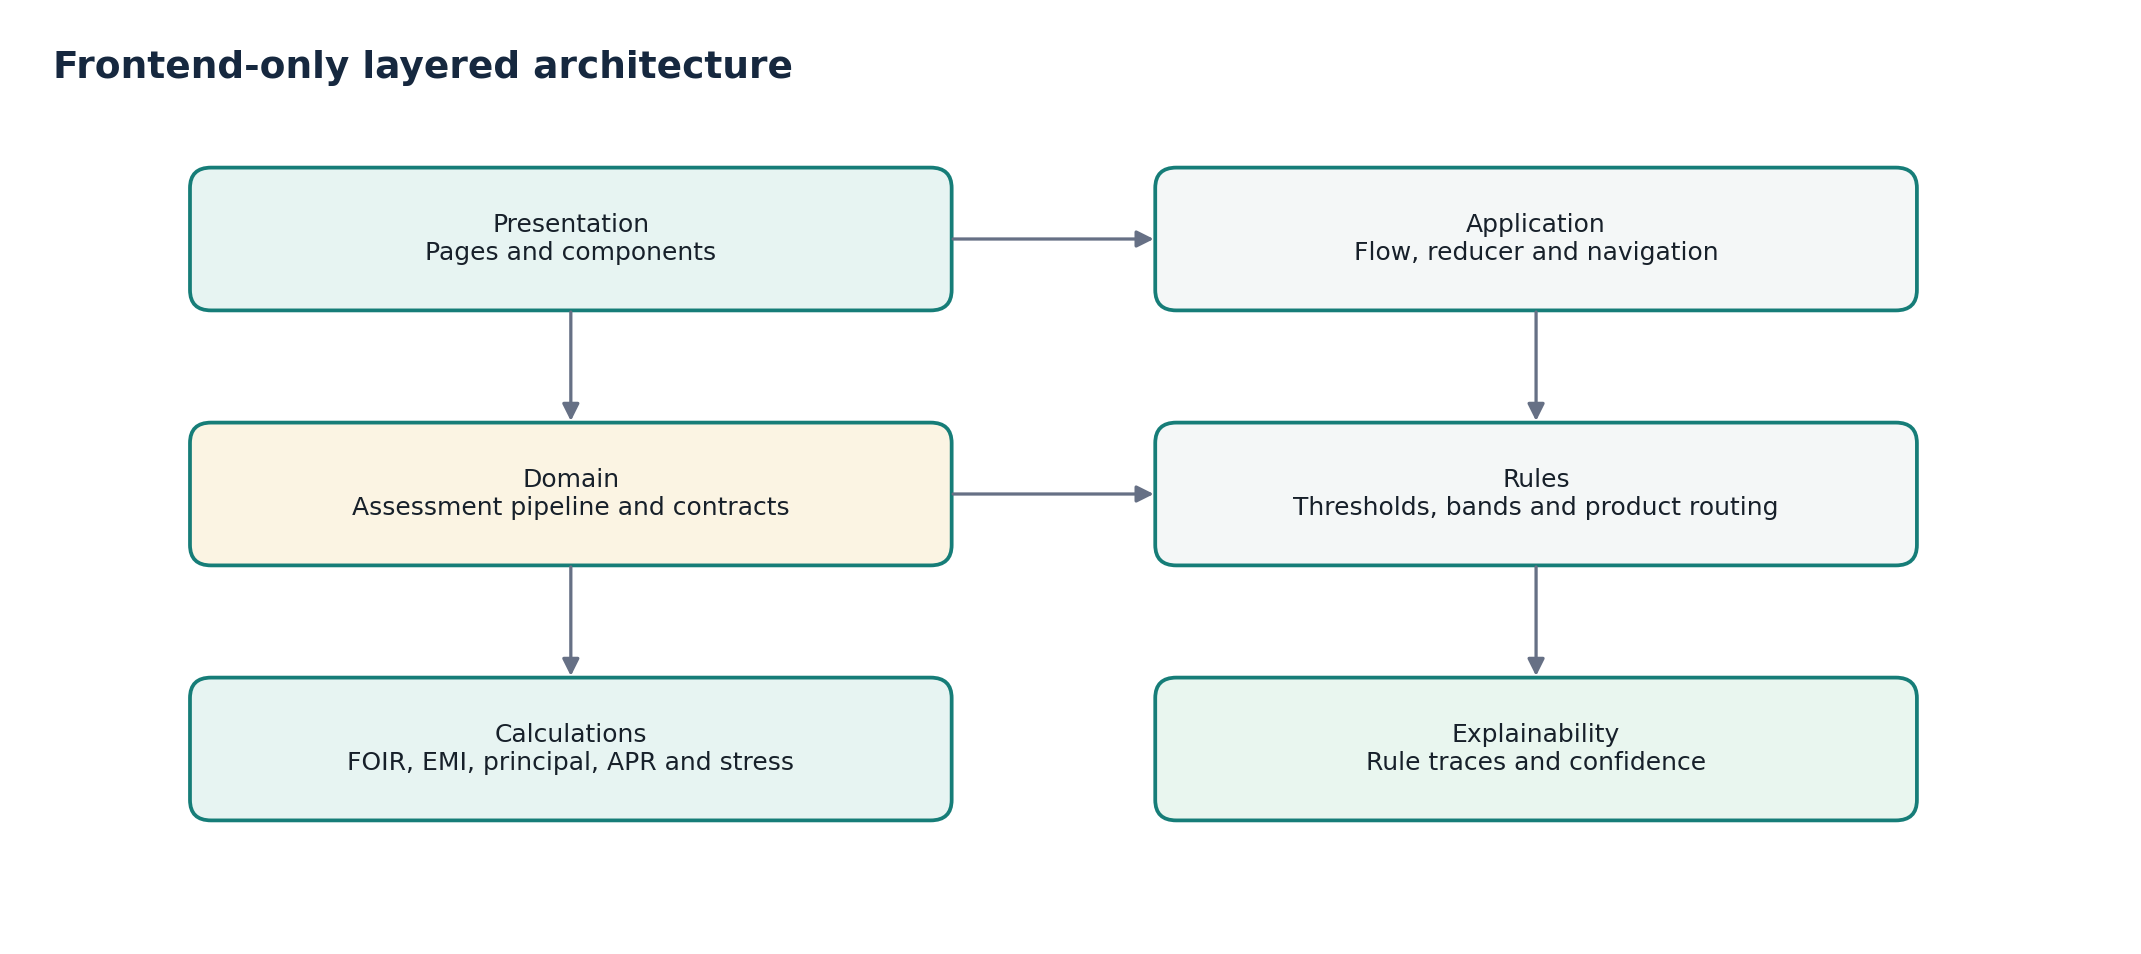 Frontend-only layered architecture
Presentation
Pages and components
Application
Flow, reducer and navigation
Domain
Assessment pipeline and contracts
Rules
Thresholds, bands and product routing
Calculations
FOIR, EMI, principal, APR and stress
Explainability
Rule traces and confidence